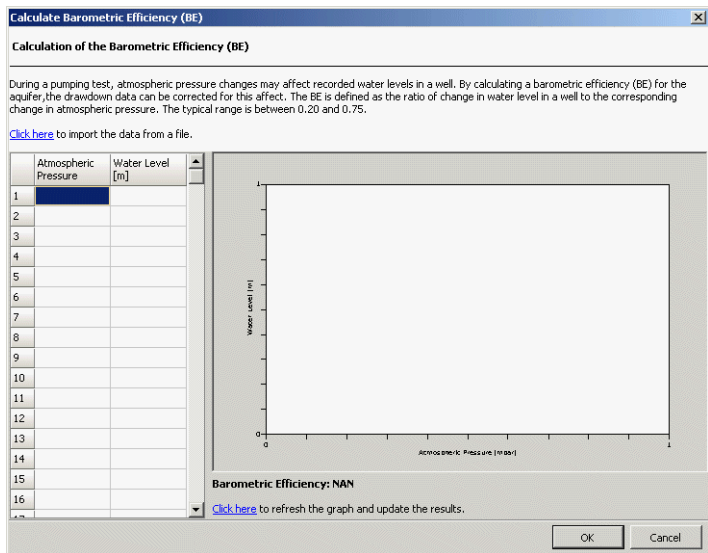 Calculate Barometric Efficiency (BE)
Calculation of the Barometric Efficiency (BE)
During a pumping test, atmospheric pressure changes may affect recorded water levels in a well. By calculating a barometric efficiency (BE) for the
aquifer,the drawdown data can be corrected for this affect. The BE is defined as the ratio of change in water level in a well to the corresponding
change in atmospheric pressure. The typical range is between 0.20 and 0.75.
Click here to import the data from a file.
Atmospheric Pressure
Water Level [m]
1
2
3
4
5
6
7
8
9
10
11
12
13
14
15
16
17
1
Water Level [m]
0
0
1
Atmospheric Pressure [mbar]
Barometric Efficiency: NAN
Click here to refresh the graph and update the results.
OK
Cancel